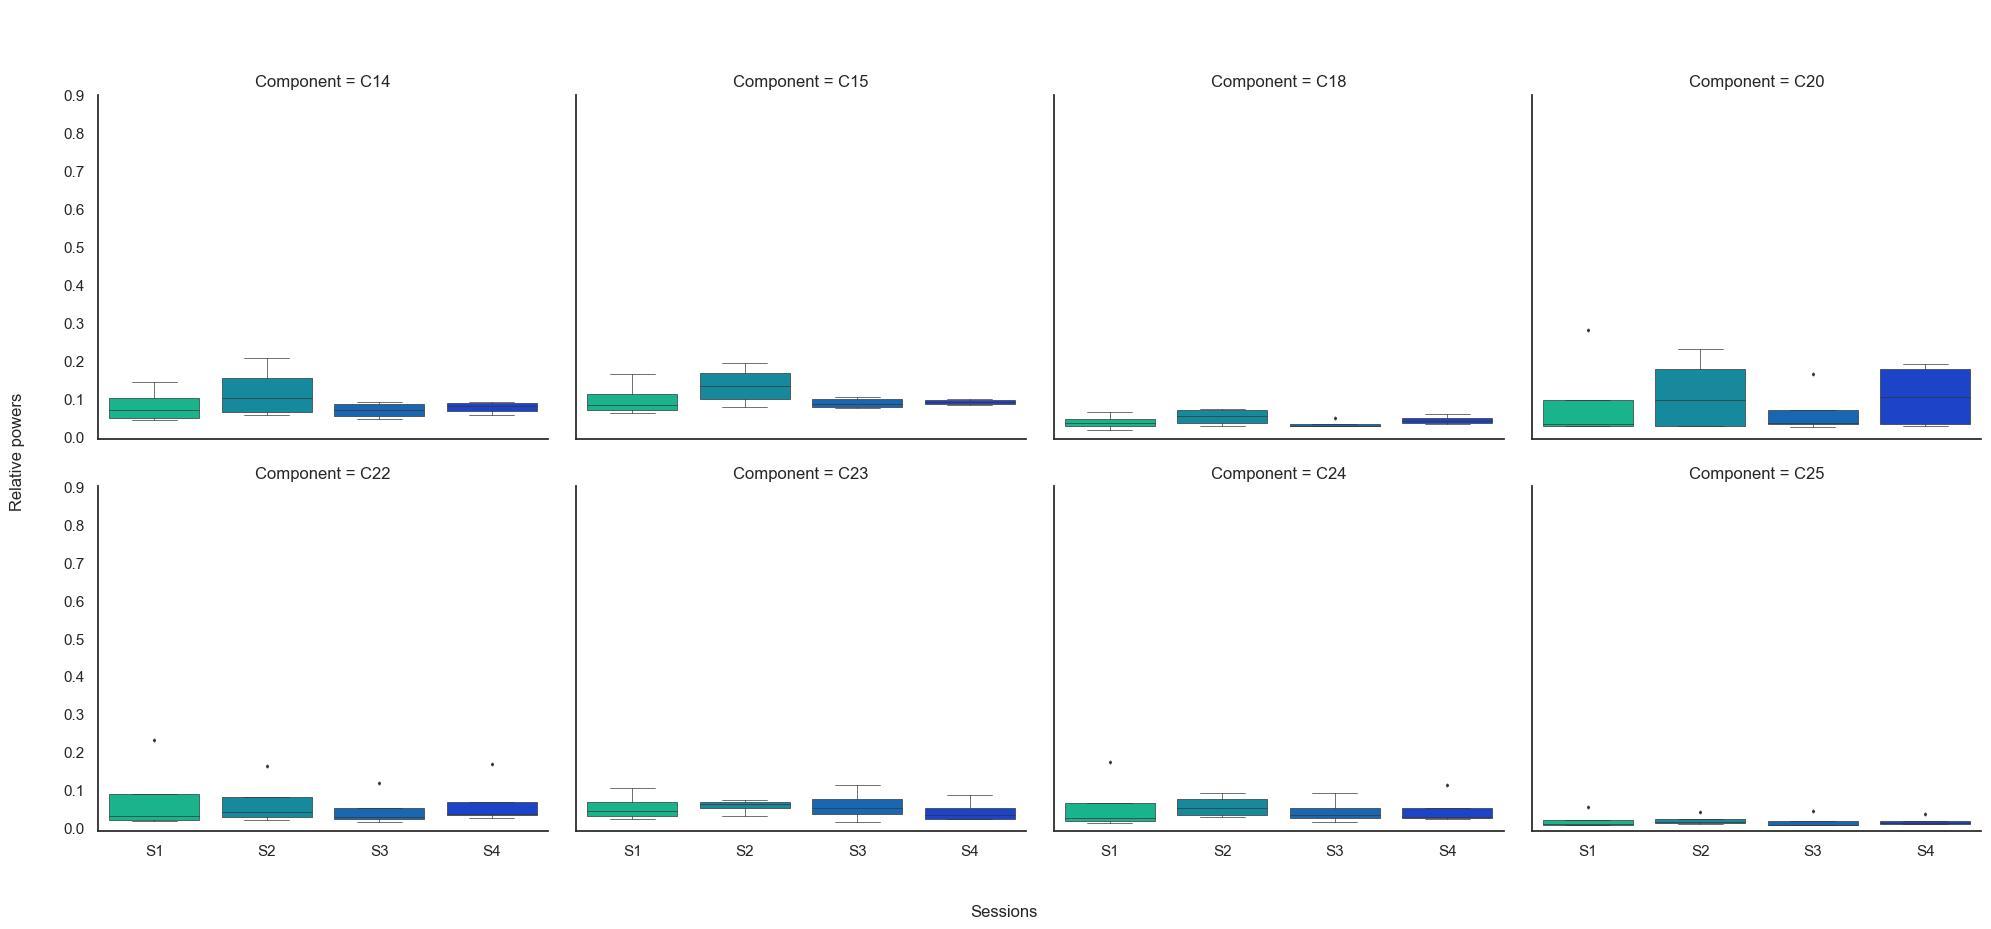 Component = C14
Component = C15
Component = C18
Component = C20
0.9
0.8
0.7
0.6
0.5
0.4
0.3
0.2
0.1
0.0
Relative powers
Component = C22
Component = C23
Component = C24
Component = C25
0.9
0.8
0.7
0.6
0.5
0.4
0.3
0.2
0.1
0.0
S1 S2 S3 S4 S1 S2 S3 S4 S1 S2 S3 S4 S1 S2 S3 S4
Sessions